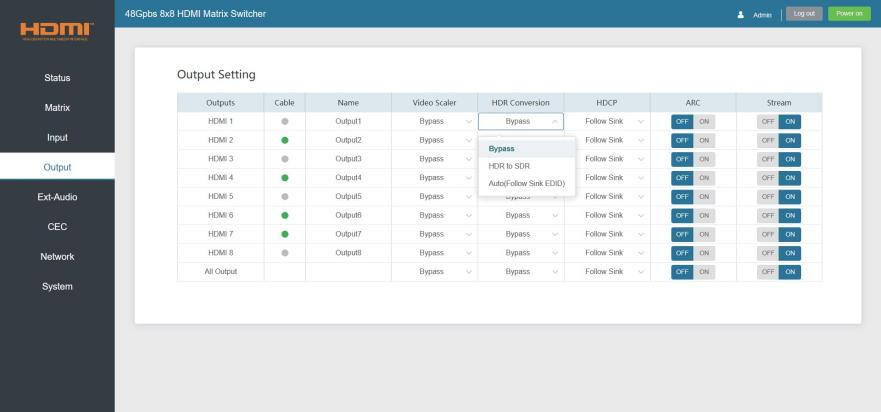 48Gpbs 8x8 HDMI Matrix Switcher
Admin
Log out
Power on
HDMI
Status
Matrix
Input
Output
Ext-Audio
CEC
Network
System
Output Setting
Outputs Cable Name Video Scaler HDR Conversion HDCP ARC Stream
HDMI 1 Output1 Bypass Bypass Follow Sink OFF ON OFF ON
HDMI 2 Output2 Bypass Follow Sink OFF ON OFF ON
HDMI 3 Output3 Bypass Follow Sink OFF ON OFF ON
HDMI 4 Output4 Bypass Follow Sink OFF ON OFF ON
HDMI 5 Output5 Bypass Bypass Follow Sink OFF ON OFF ON
HDMI 6 Output6 Bypass Bypass Follow Sink OFF ON OFF ON
HDMI 7 Output7 Bypass Bypass Follow Sink OFF ON OFF ON
HDMI 8 Output8 Bypass Bypass Follow Sink OFF ON OFF ON
All Output Bypass Bypass Follow Sink OFF ON OFF ON
Bypass
HDR to SDR
Auto(Follow Sink EDID)